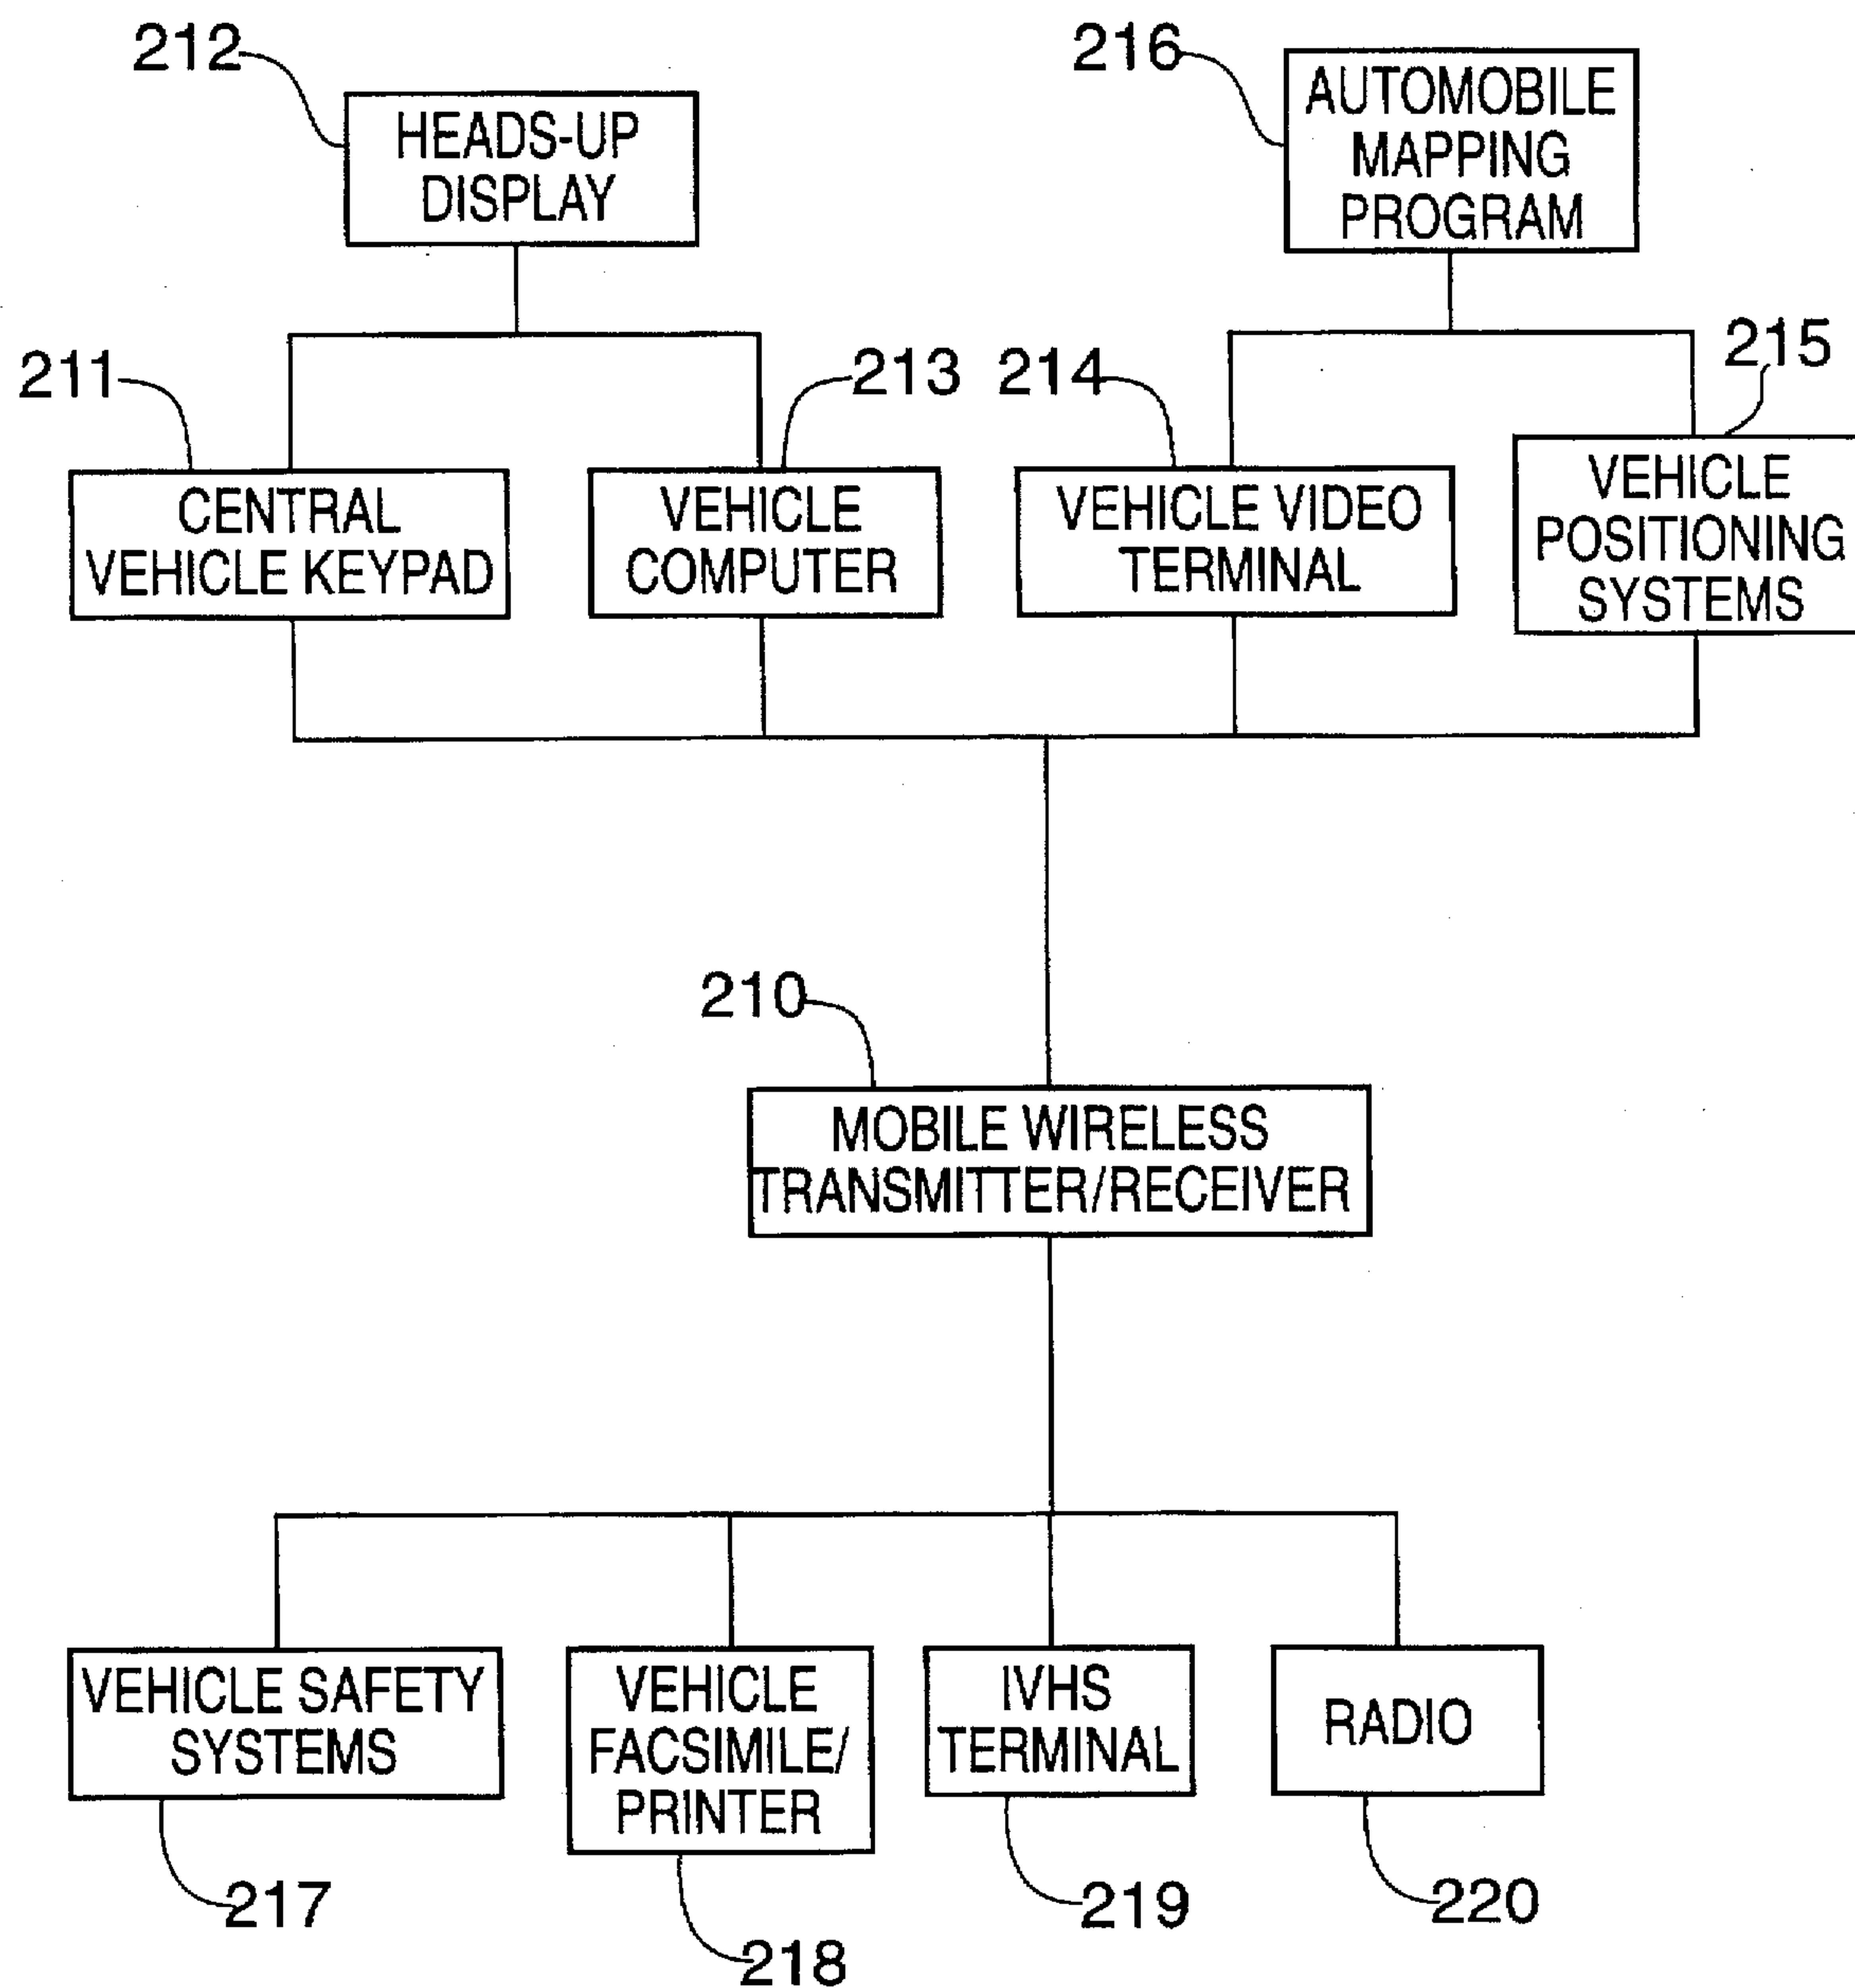 212
HEADS-UP
DISPLAY
216
AUTOMOBILE
MAPPING
PROGRAM
211
CENTRAL
VEHICLE KEYPAD
213
VEHICLE
COMPUTER
214
VEHICLE VIDEO
TERMINAL
215
VEHICLE
POSITIONING
SYSTEMS
210
MOBILE WIRELESS
TRANSMITTER/RECEIVER
VEHICLE SAFETY
SYSTEMS
217
VEHICLE
FACSIMILE/
PRINTER
218
IVHS
TERMINAL
219
RADIO
220